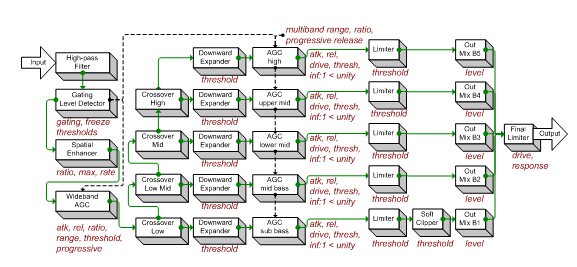 multiband range, ratio,
progressive release
Input
High-pass
Filter
Downward
Expander
threshold
AGC
high
atk, rel,
drive, thresh,
inf:1 < unity
Limiter
threshold
Out
Mix B5
level
Gating
Level Detector
gating, freeze
thresholds
Crossover
High
Downward
Expander
threshold
AGC
upper mid
atk, rel,
drive, thresh,
inf:1 < unity
Limiter
threshold
Out
Mix B4
level
Spatial
Enhancer
ratio, max, rate
Crossover
Mid
Downward
Expander
threshold
AGC
lower mid
atk, rel,
drive, thresh,
inf:1 < unity
Limiter
threshold
Out
Mix B3
level
Final
Limiter
drive,
response
Output
Wideband
AGC
atk, rel, ratio,
range, threshold,
progressive
Crossover
Low Mid
Downward
Expander
threshold
AGC
mid bass
atk, rel,
drive, thresh,
inf:1 < unity
Limiter
threshold
Out
Mix B2
level
Crossover
Low
Downward
Expander
threshold
AGC
sub bass
atk, rel,
drive, thresh,
inf:1 < unity
Limiter
threshold
Soft
Clipper
threshold
Out
Mix B1
level